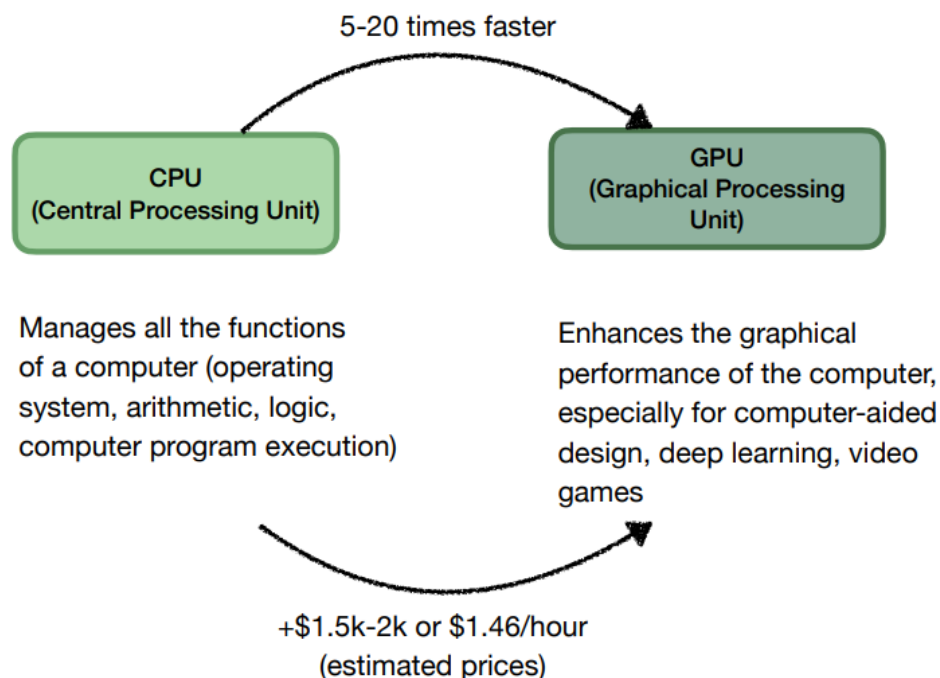 5-20 times faster
CPU
(Central Processing Unit)
GPU
(Graphical Processing
Unit)
Manages all the functions
of a computer (operating
system, arithmetic, logic,
computer program execution)
Enhances the graphical
performance of the computer,
especially for computer-aided
design, deep learning, video
games
+$1.5k-2k or $1.46/hour
(estimated prices)